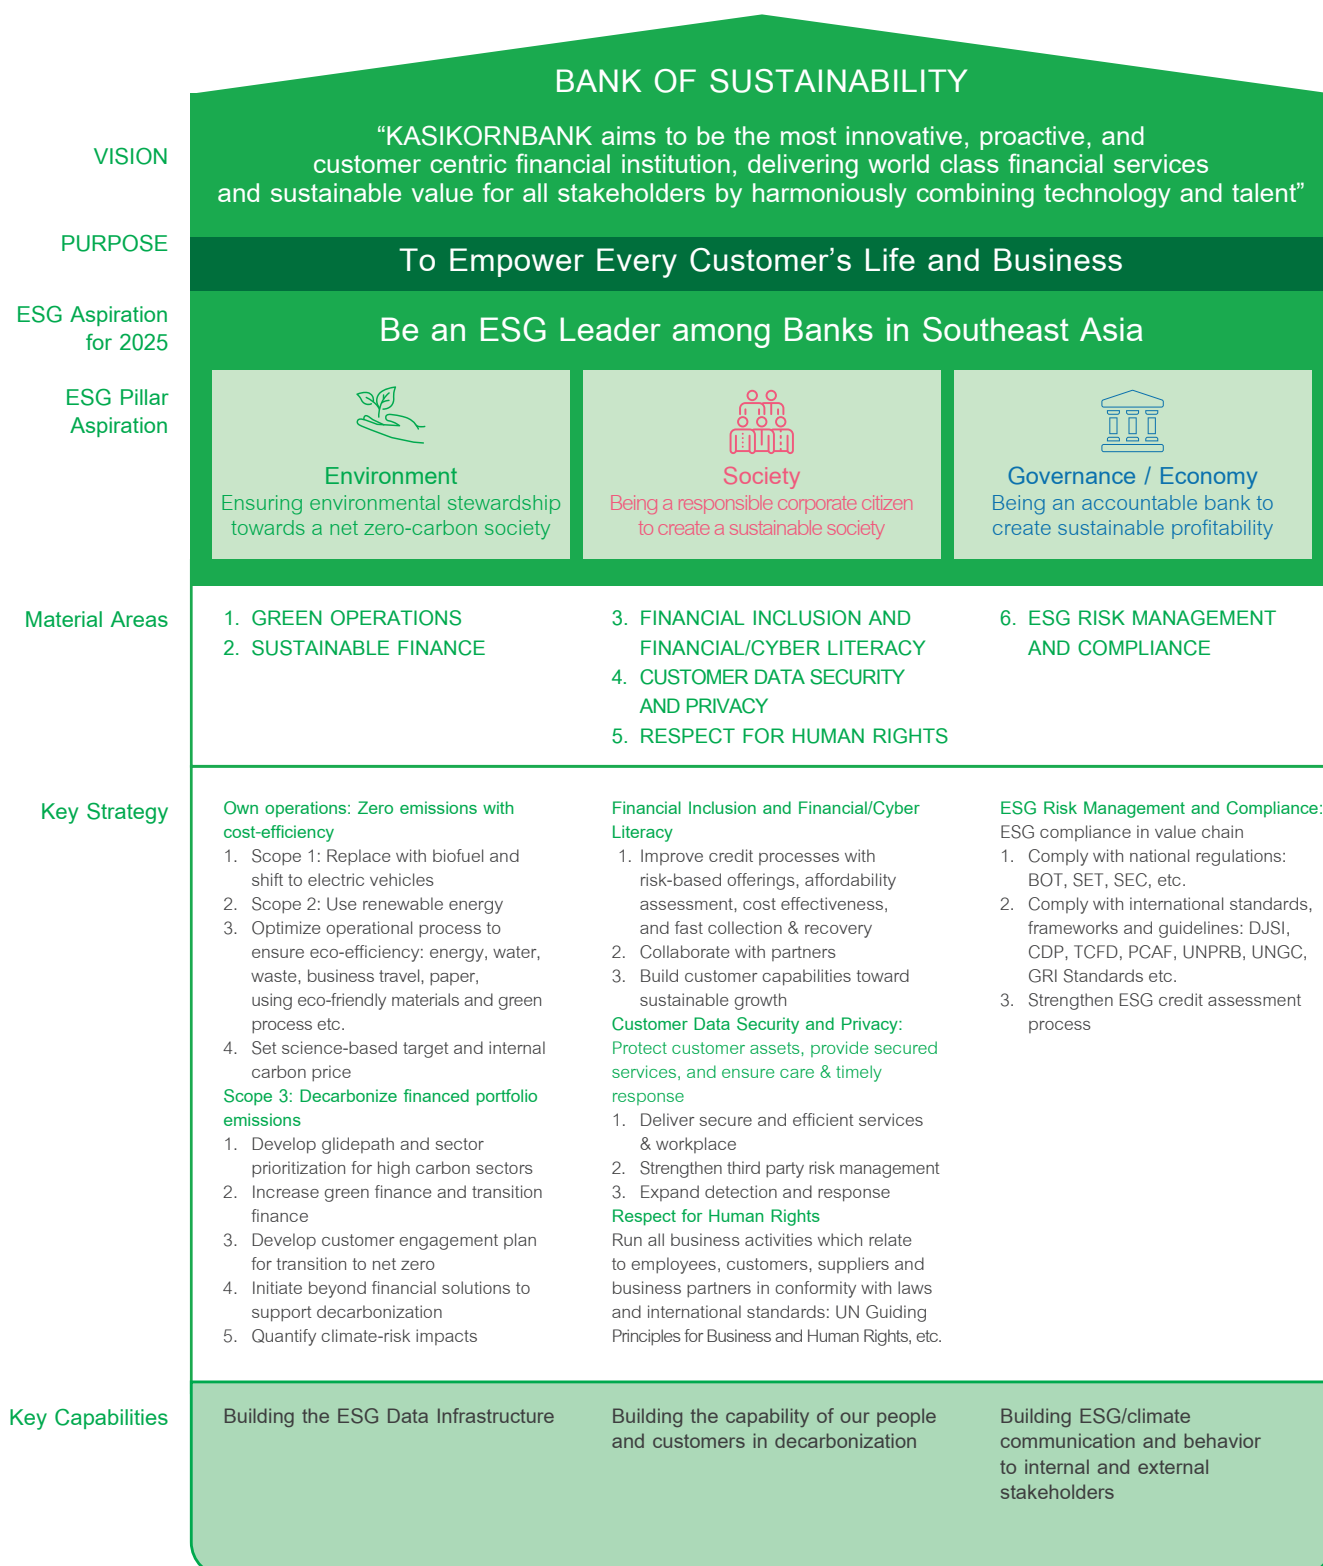 BANK OF SUSTAINABILITY
VISION
“KASIKORNBANK aims to be the most innovative, proactive, and
customer centric financial institution, delivering world class financial services
and sustainable value for all stakeholders by harmoniously combining technology and talent”
PURPOSE
To Empower Every Customer’s Life and Business
ESG Aspiration
for 2025
Be an ESG Leader among Banks in Southeast Asia
ESG Pillar
Aspiration
Environment
Ensuring environmental stewardship
towards a net zero-carbon society
Society
Being a responsible corporate citizen
to create a sustainable society
Governance / Economy
Being an accountable bank to
create sustainable profitability
Material Areas
1. GREEN OPERATIONS
2. SUSTAINABLE FINANCE
3. FINANCIAL INCLUSION AND
FINANCIAL/CYBER LITERACY
4. CUSTOMER DATA SECURITY
AND PRIVACY
5. RESPECT FOR HUMAN RIGHTS
6. ESG RISK MANAGEMENT
AND COMPLIANCE
Key Strategy
Own operations: Zero emissions with
cost-efficiency
1. Scope 1: Replace with biofuel and
shift to electric vehicles
2. Scope 2: Use renewable energy
3. Optimize operational process to
ensure eco-efficiency: energy, water,
waste, business travel, paper,
using eco-friendly materials and green
process etc.
4. Set science-based target and internal
carbon price
Scope 3: Decarbonize financed portfolio
emissions
1. Develop glidepath and sector
prioritization for high carbon sectors
2. Increase green finance and transition
finance
3. Develop customer engagement plan
for transition to net zero
4. Initiate beyond financial solutions to
support decarbonization
5. Quantify climate-risk impacts
Financial Inclusion and Financial/Cyber
Literacy
1. Improve credit processes with
risk-based offerings, affordability
assessment, cost effectiveness,
and fast collection & recovery
2. Collaborate with partners
3. Build customer capabilities toward
sustainable growth
Customer Data Security and Privacy:
Protect customer assets, provide secured
services, and ensure care & timely
response
1. Deliver secure and efficient services
& workplace
2. Strengthen third party risk management
3. Expand detection and response
Respect for Human Rights
Run all business activities which relate
to employees, customers, suppliers and
business partners in conformity with laws
and international standards: UN Guiding
Principles for Business and Human Rights, etc.
ESG Risk Management and Compliance:
ESG compliance in value chain
1. Comply with national regulations:
BOT, SET, SEC, etc.
2. Comply with international standards,
frameworks and guidelines: DJSI,
CDP, TCFD, PCAF, UNPRB, UNGC,
GRI Standards etc.
3. Strengthen ESG credit assessment
process
Key Capabilities
Building the ESG Data Infrastructure
Building the capability of our people
and customers in decarbonization
Building ESG/climate
communication and behavior
to internal and external
stakeholders